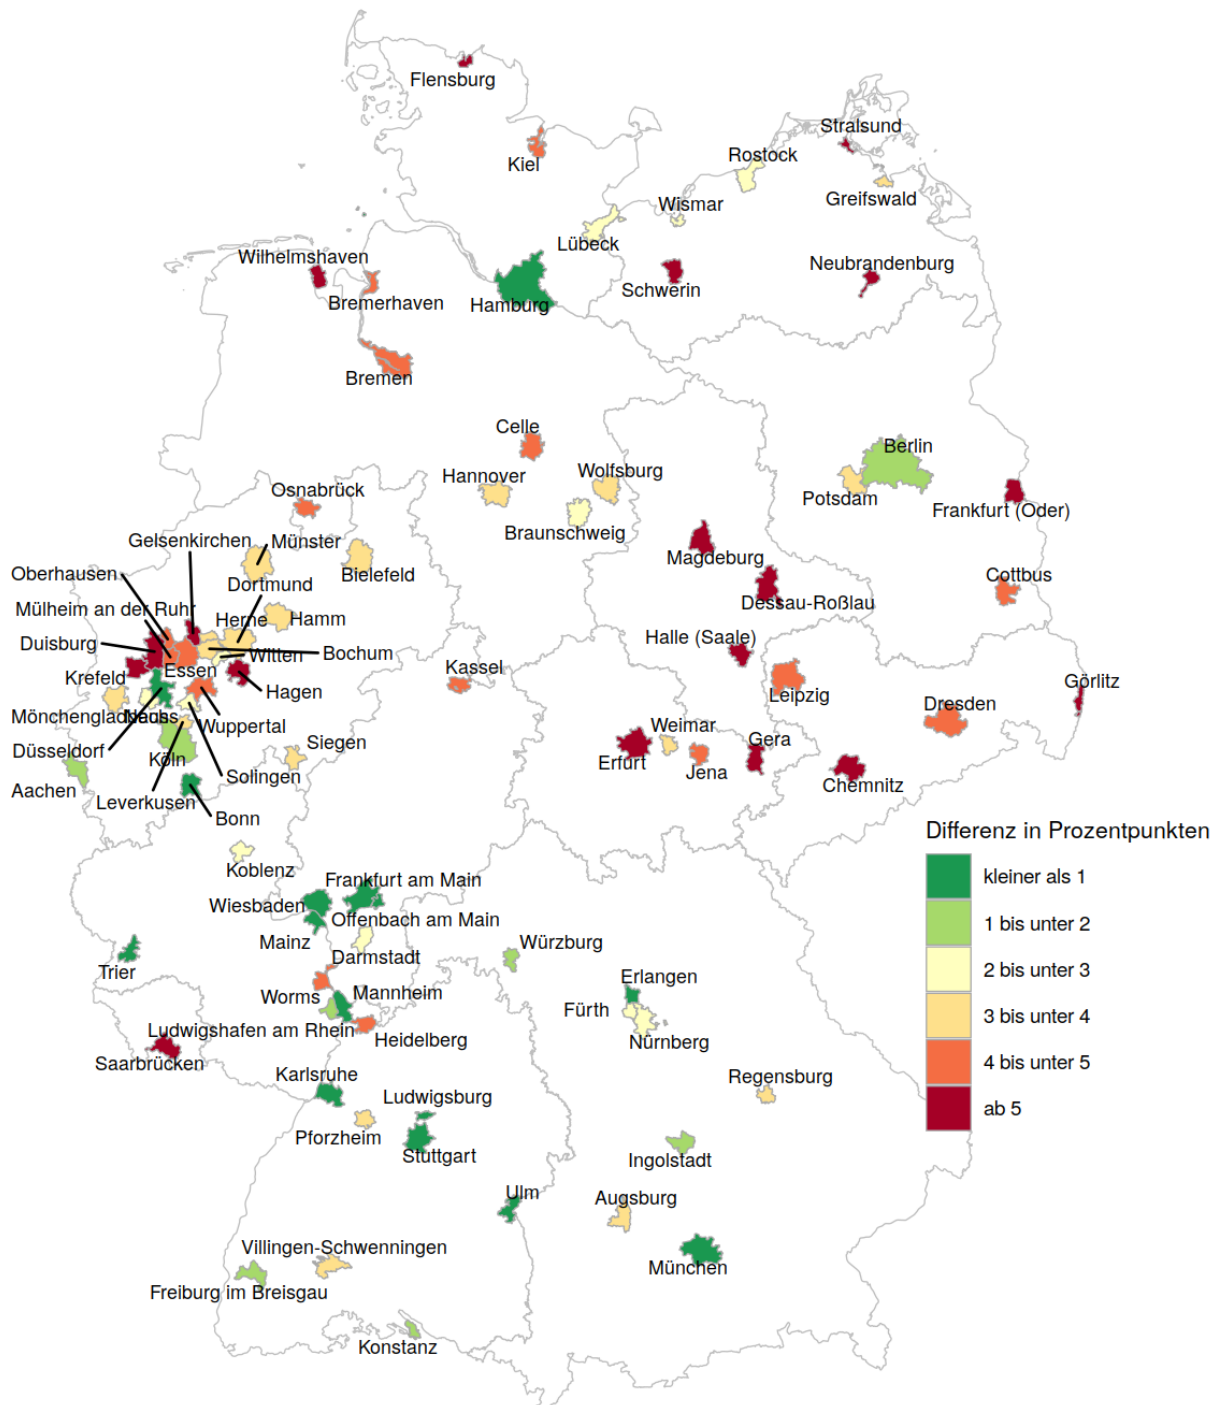 Flensburg
Stralsund
Kiel
Rostock
Greifswald
Wismar
Lübeck
Wilhelmshaven
Neubrandenburg
Schwerin
Bremerhaven
Hamburg
Bremen
Celle
Berlin
Hannover
Wolfsburg
Osnabrück
Potsdam
Frankfurt (Oder)
Braunschweig
Gelsenkirchen
Münster
Magdeburg
Oberhausen
Bielefeld
Cottbus
Dortmund
Dessau-Roßlau
Mülheim an der Ruhr
Herne
Hamm
Duisburg
Halle (Saale)
Witten
Bochum
Essen
Kassel
Krefeld
Görlitz
Hagen
Leipzig
Dresden
Mönchengladbach
Neuss
Wuppertal
Weimar
Siegen
Gera
Düsseldorf
Köln
Erfurt
Jena
Solingen
Chemnitz
Aachen
Leverkusen
Bonn
Differenz in Prozentpunkten
kleiner als 1
1 bis unter 2
2 bis unter 3
3 bis unter 4
4 bis unter 5
ab 5
Koblenz
Frankfurt am Main
Wiesbaden
Offenbach am Main
Mainz
Würzburg
Darmstadt
Trier
Erlangen
Worms
Mannheim
Fürth
Ludwigshafen am Rhein
Heidelberg
Nürnberg
Saarbrücken
Karlsruhe
Regensburg
Ludwigsburg
Pforzheim
Stuttgart
Ingolstadt
Ulm
Augsburg
Villingen-Schwenningen
München
Freiburg im Breisgau
Konstanz